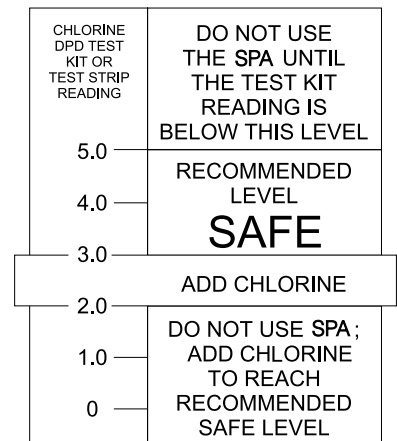 CHLORINE
DPD TEST
KIT OR
TEST STRIP
READING
DO NOT USE
THE SPA UNTIL
THE TEST KIT
READING IS
BELOW THIS LEVEL
5.0
RECOMMENDED
LEVEL
4.0
SAFE
3.0
ADD CHLORINE
2.0
DO NOT USE SPA;
1.0
ADD CHLORINE
TO REACH
RECOMMENDED
0
SAFE LEVEL